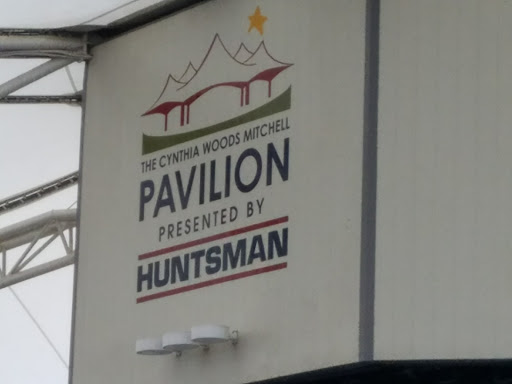 THE CYNTHIA WOODS MITCHELL
PAVILION
PRESENTED BY
HUNTSMAN